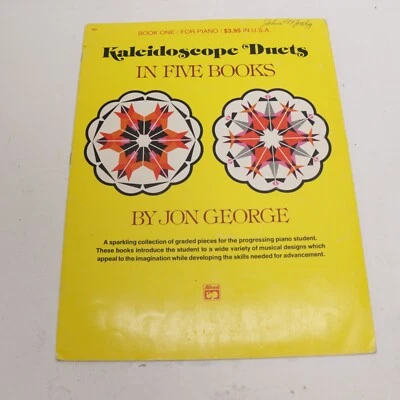 BOOK ONE / FOR PIANO / $3.95 IN U.S.A.
Kaleidoscope Duets
IN FIVE BOOKS
BY JON GEORGE
A sparkling collection of graded pieces for the progressing piano student.
These books introduce the student to a wide variety of musical designs which
appeal to the imagination while developing the skills needed for advancement.
Alfred